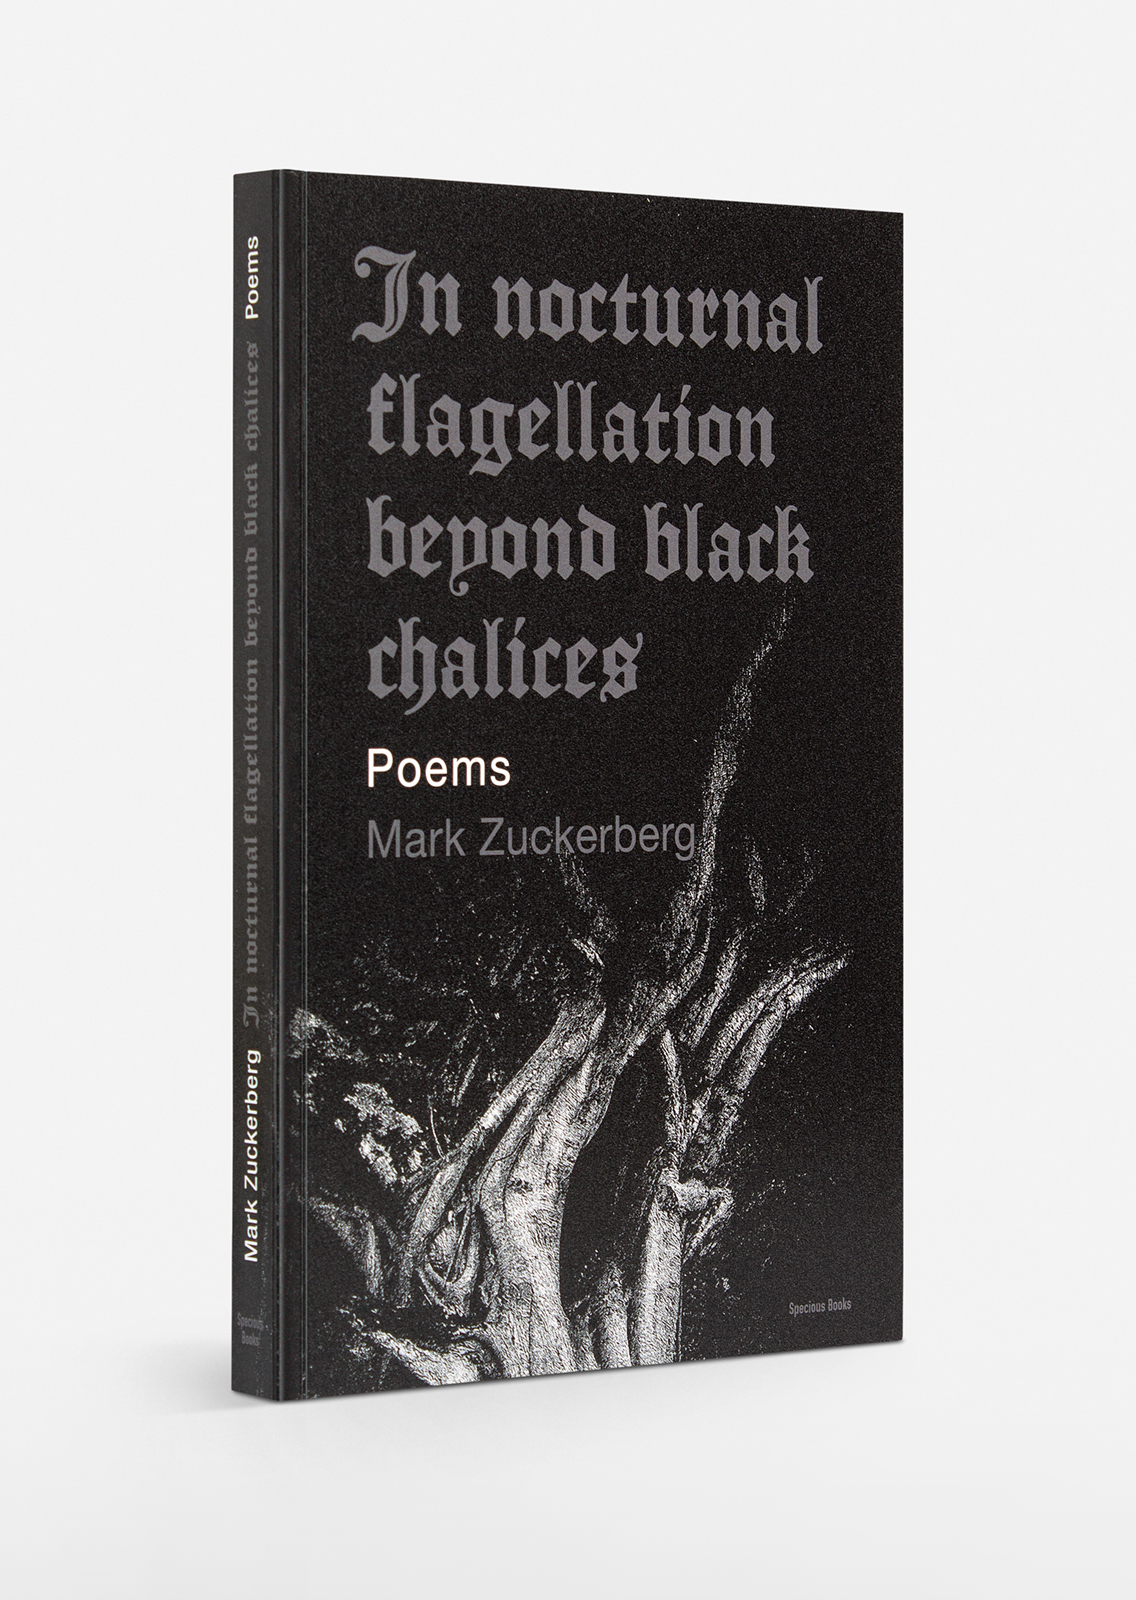 In nocturnal
flagellation
beyond black
chalices
Poems
Mark Zuckerberg
Specious Books
Mark Zuckerberg In nocturnal flagellation beyond black chalices Poems
Specious
Books